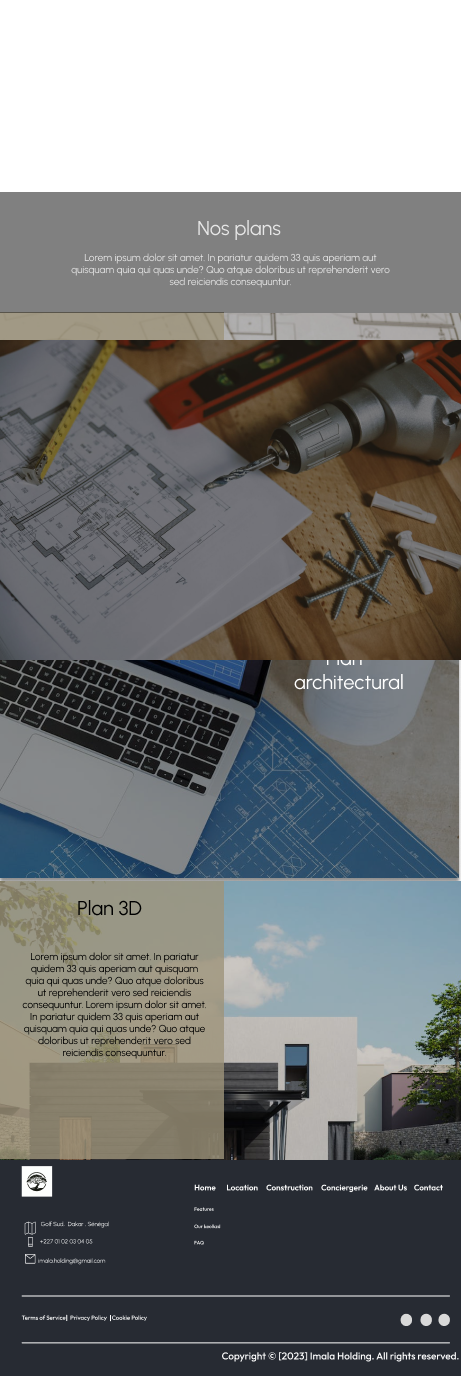 Nos plans
Lorem ipsum dolor sit amet. In pariatur quidem 33 quis aperiam aut
quisquam quia qui quas unde? Quo atque doloribus ut reprehenderit vero
sed reiciendis consequuntur.
Plan
architectural
Plan 3D
Lorem ipsum dolor sit amet. In pariatur
quidem 33 quis aperiam aut quisquam
quia qui quas unde? Quo atque doloribus
ut reprehenderit vero sed reiciendis
consequuntur. Lorem ipsum dolor sit amet.
In pariatur quidem 33 quis aperiam aut
quisquam quia qui quas unde? Quo atque
doloribus ut reprehenderit vero sed
reiciendis consequuntur.
Home Location Construction Conciergerie About Us Contact
Features
FAQ
Golf Sud, Dakar, Sénégal
+227 01 02 03 04 05
imala.holding@gmail.com
Terms of Service| Privacy Policy |Cookie Policy
Copyright © [2023] Imala Holding. All rights reserved.